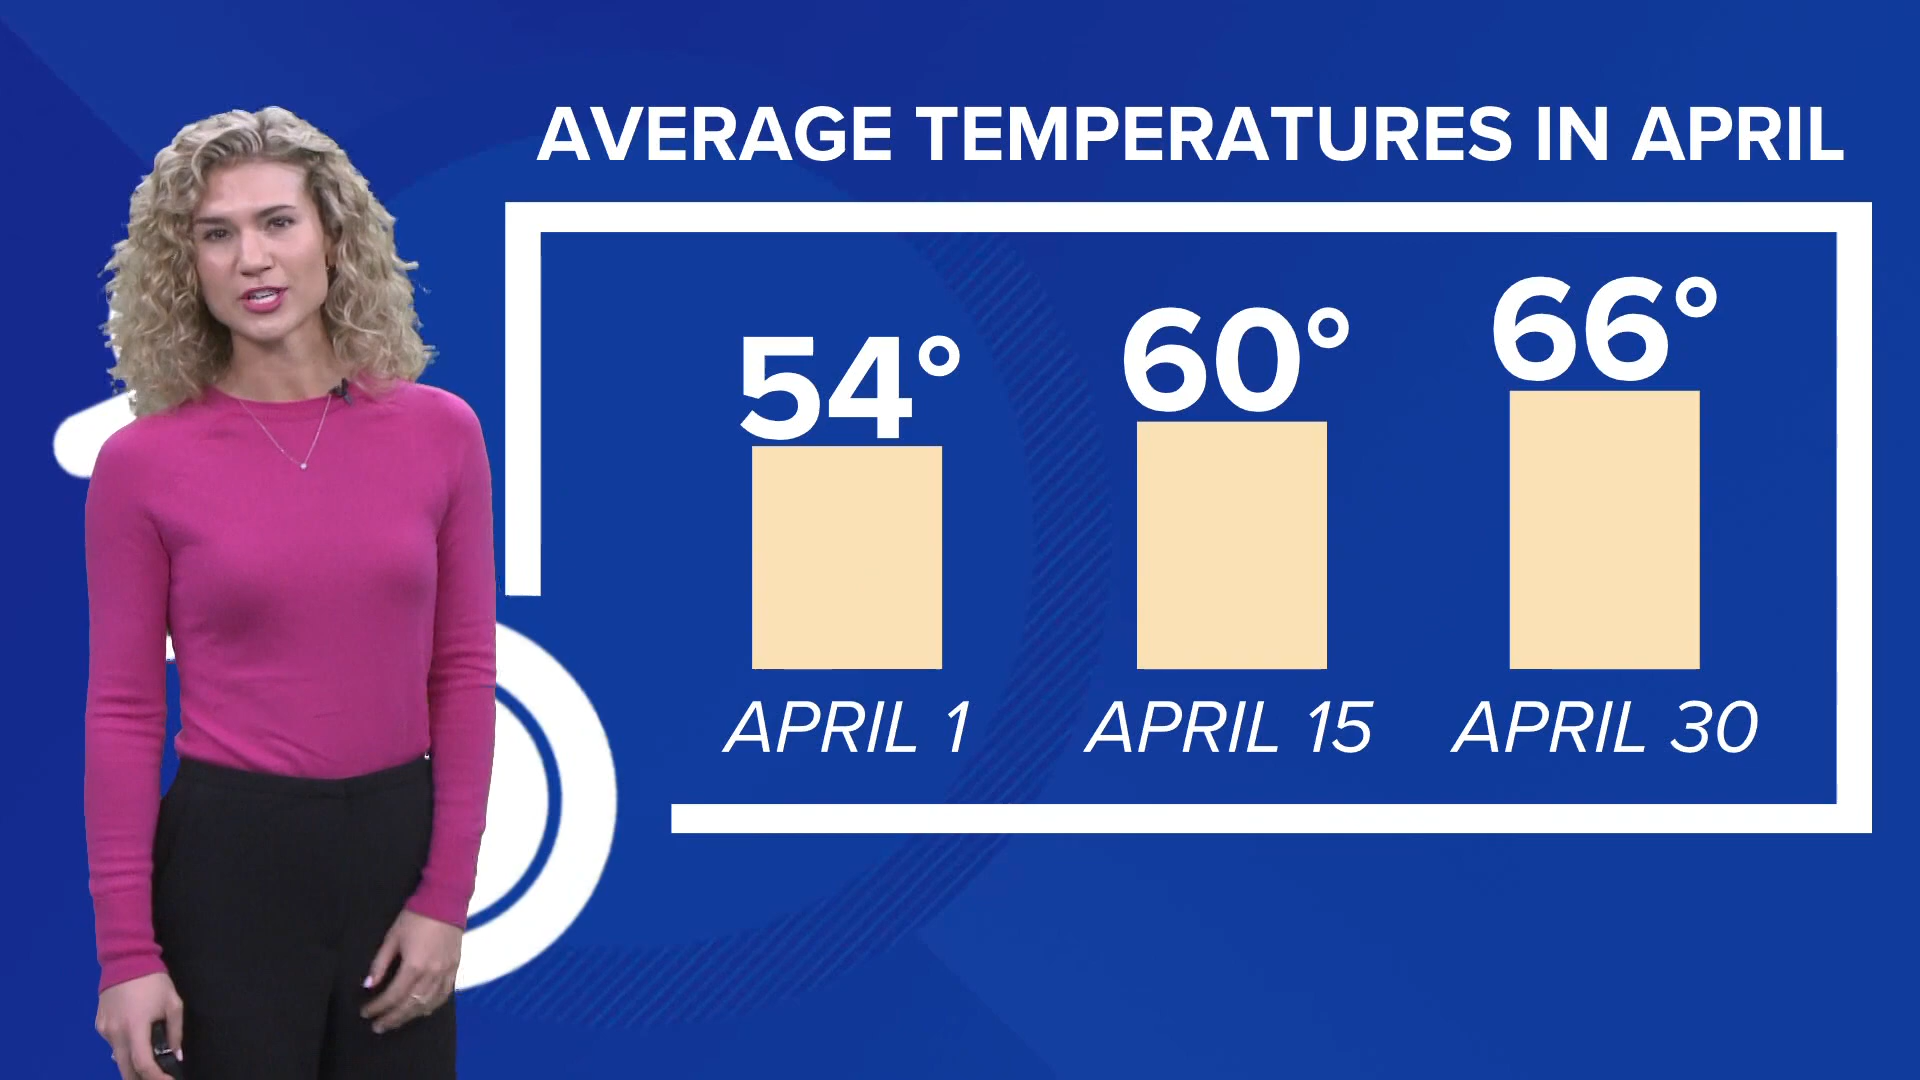 AVERAGE TEMPERATURES IN APRIL
54° 60° 66°
APRIL 1 APRIL 15 APRIL 30